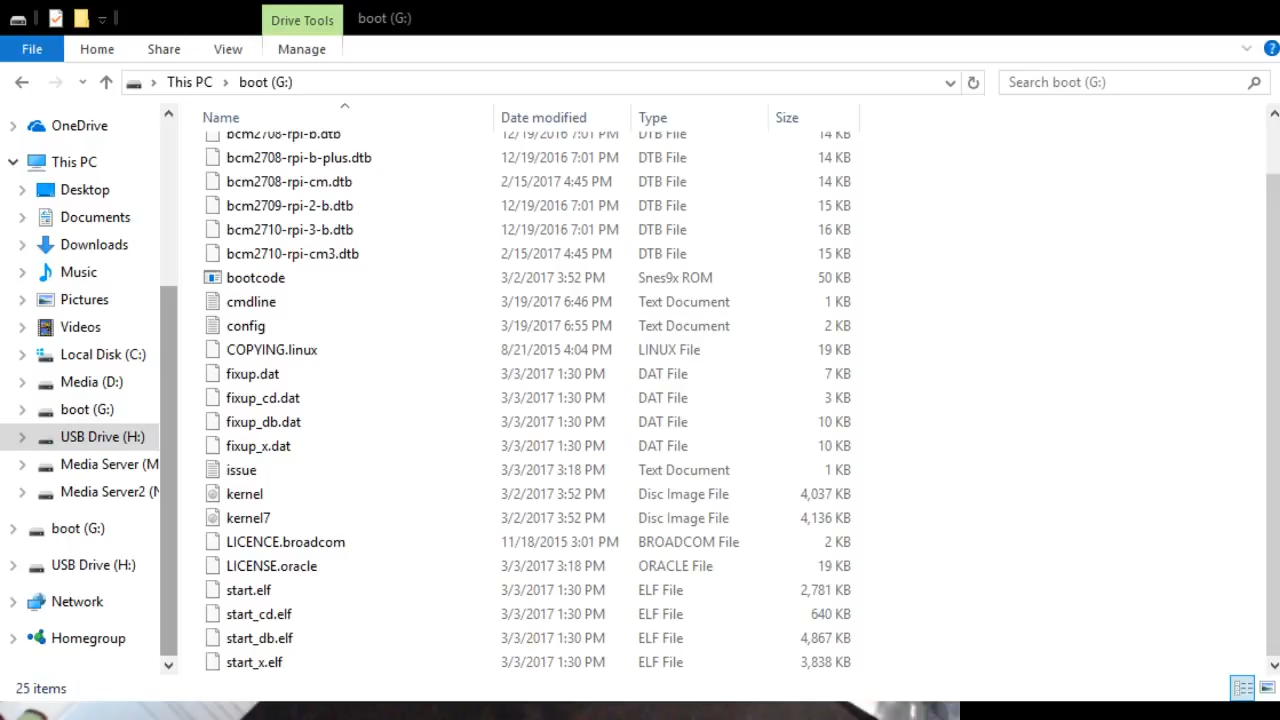 Drive Tools boot (G:)
File Home Share View Manage
This PC boot (G:) Search boot (G:)
Name Date modified Type Size
OneDrive
This PC
Desktop
Documents
Downloads
Music
Pictures
Videos
Local Disk (C:)
Media (D:)
boot (G:)
USB Drive (H:)
Media Server (M
Media Server2 (N
boot (G:)
USB Drive (H:)
Network
Homegroup
bcm2708-rpi-b.dtb 12/19/2016 7:01 PM DTB File 14 KB
bcm2708-rpi-b-plus.dtb 12/19/2016 7:01 PM DTB File 14 KB
bcm2708-rpi-cm.dtb 2/15/2017 4:45 PM DTB File 14 KB
bcm2709-rpi-2-b.dtb 12/19/2016 7:01 PM DTB File 15 KB
bcm2710-rpi-3-b.dtb 12/19/2016 7:01 PM DTB File 16 KB
bcm2710-rpi-cm3.dtb 2/15/2017 4:45 PM DTB File 15 KB
bootcode 3/2/2017 3:52 PM Snes9x ROM 50 KB
cmdline 3/19/2017 6:46 PM Text Document 1 KB
config 3/19/2017 6:55 PM Text Document 2 KB
COPYING.linux 8/21/2015 4:04 PM LINUX File 19 KB
fixup.dat 3/3/2017 1:30 PM DAT File 7 KB
fixup_cd.dat 3/3/2017 1:30 PM DAT File 3 KB
fixup_db.dat 3/3/2017 1:30 PM DAT File 10 KB
fixup_x.dat 3/3/2017 1:30 PM DAT File 10 KB
issue 3/3/2017 3:18 PM Text Document 1 KB
kernel 3/2/2017 3:52 PM Disc Image File 4,037 KB
kernel7 3/2/2017 3:52 PM Disc Image File 4,136 KB
LICENCE.broadcom 11/18/2015 3:01 PM BROADCOM File 2 KB
LICENSE.oracle 3/3/2017 3:18 PM ORACLE File 19 KB
start.elf 3/3/2017 1:30 PM ELF File 2,781 KB
start_cd.elf 3/3/2017 1:30 PM ELF File 640 KB
start_db.elf 3/3/2017 1:30 PM ELF File 4,867 KB
start_x.elf 3/3/2017 1:30 PM ELF File 3,838 KB
25 items